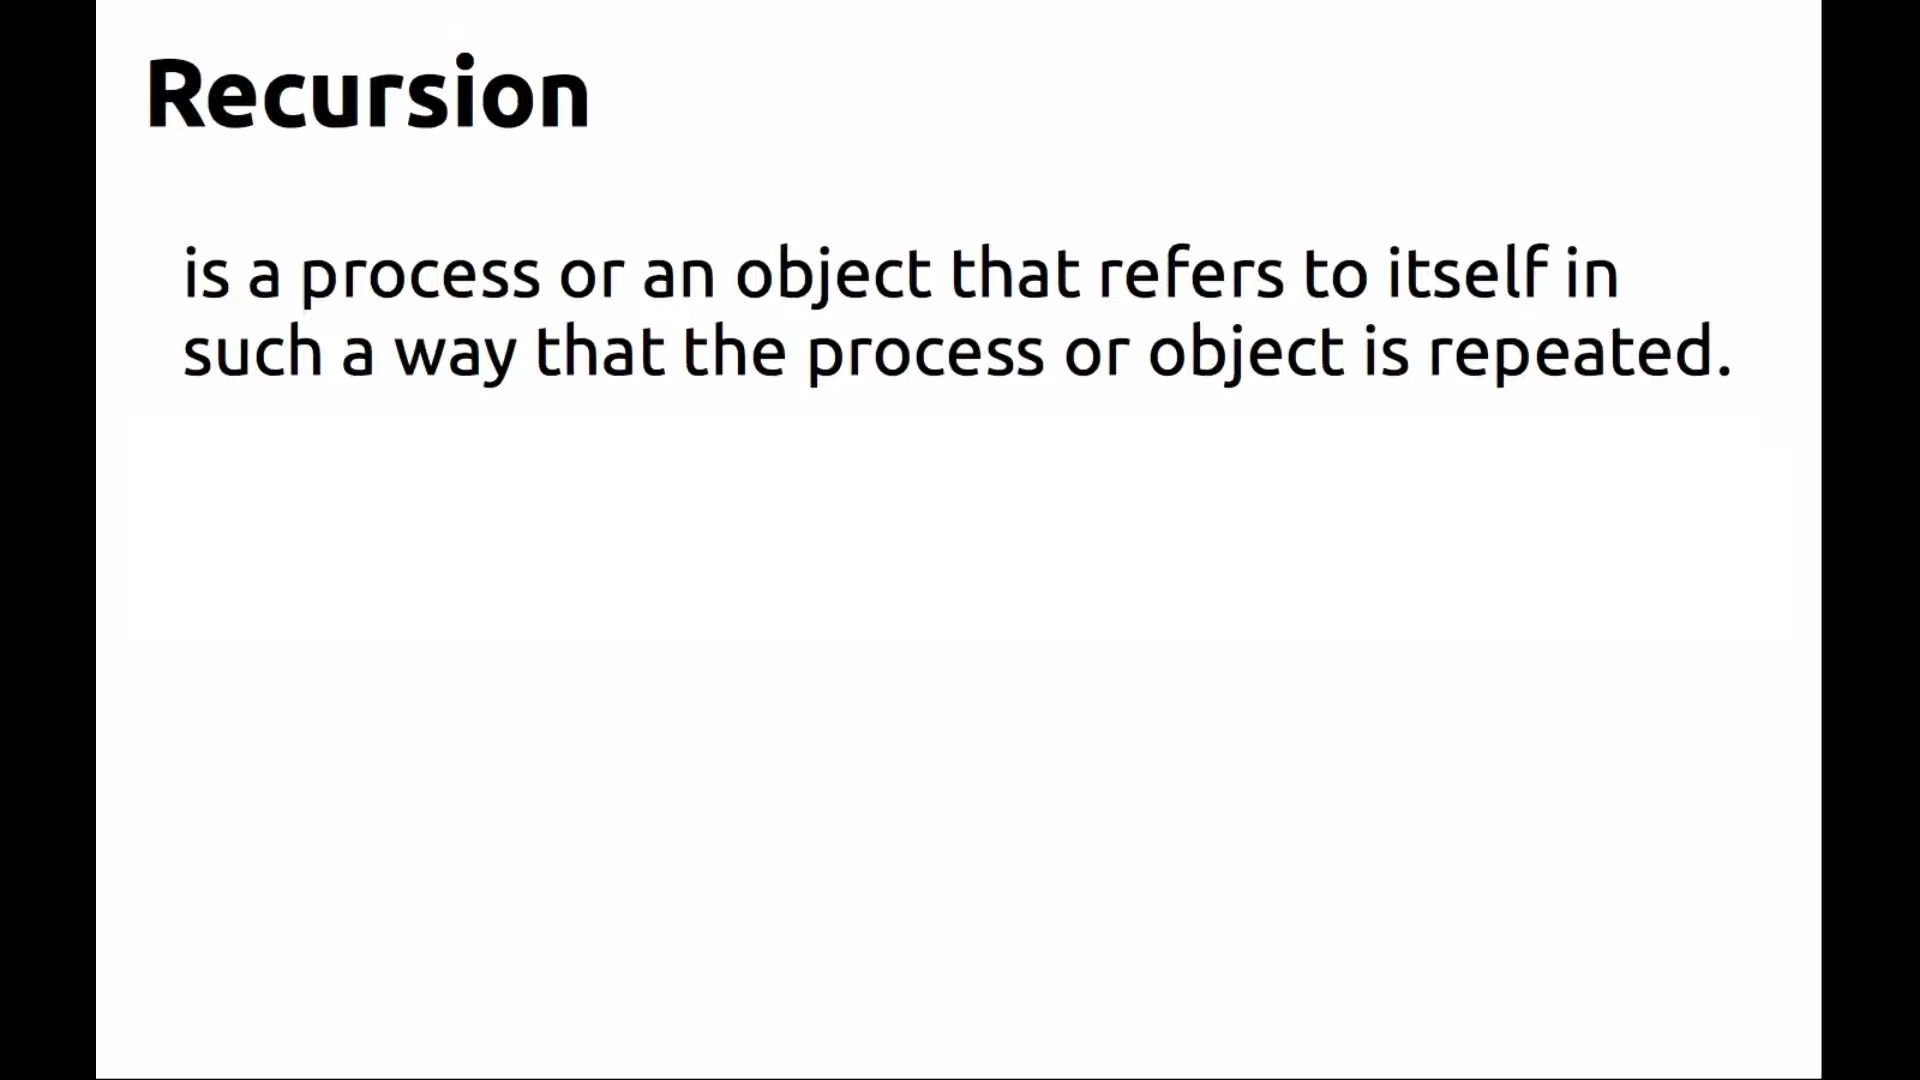 Recursion
is a process or an object that refers to itself in
such a way that the process or object is repeated.